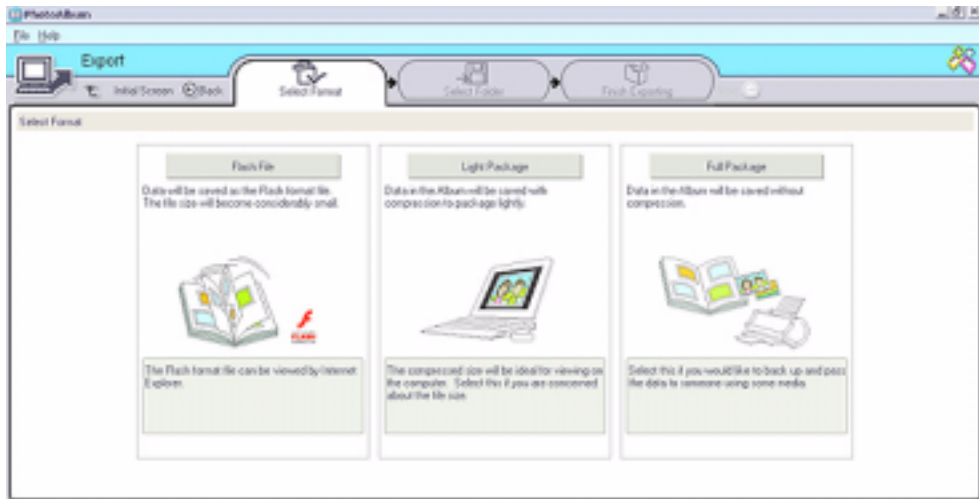 PhotoAlbum
File Help
Export
Initial Screen Back Select Format Select Folder Finish Exporting
Select Format
Flash File
Data will be saved as the Flash format file.
The file size will become considerably small.
FLASH
The Flash format file can be viewed by Internet
Explorer.
Light Package
Data in the Album will be saved with
compression to package lightly.
The compressed size will be ideal for viewing on
the computer. Select this if you are concerned
about the file size.
Full Package
Data in the Album will be saved without
compression.
Select this if you would like to back up and pass
the data to someone using some media.